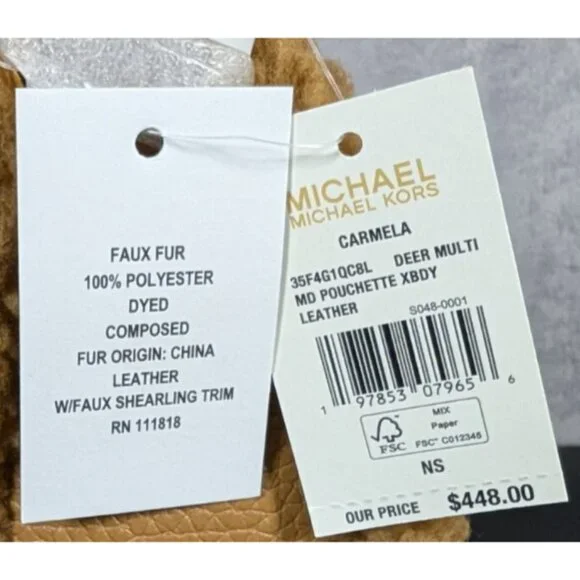 FAUX FUR
100% POLYESTER
DYED
COMPOSED
FUR ORIGIN: CHINA
LEATHER
W/FAUX SHEARLING TRIM
RN 111818
MICHAEL
MICHAEL KORS
CARMELA
35F4G1QC8L DEER MULTI
MD POUCHETTE XBDY
LEATHER
S048-0001
1 97853 07965 6
FSC
MIX
Paper
FSC™ C012345
NS
OUR PRICE $448.00